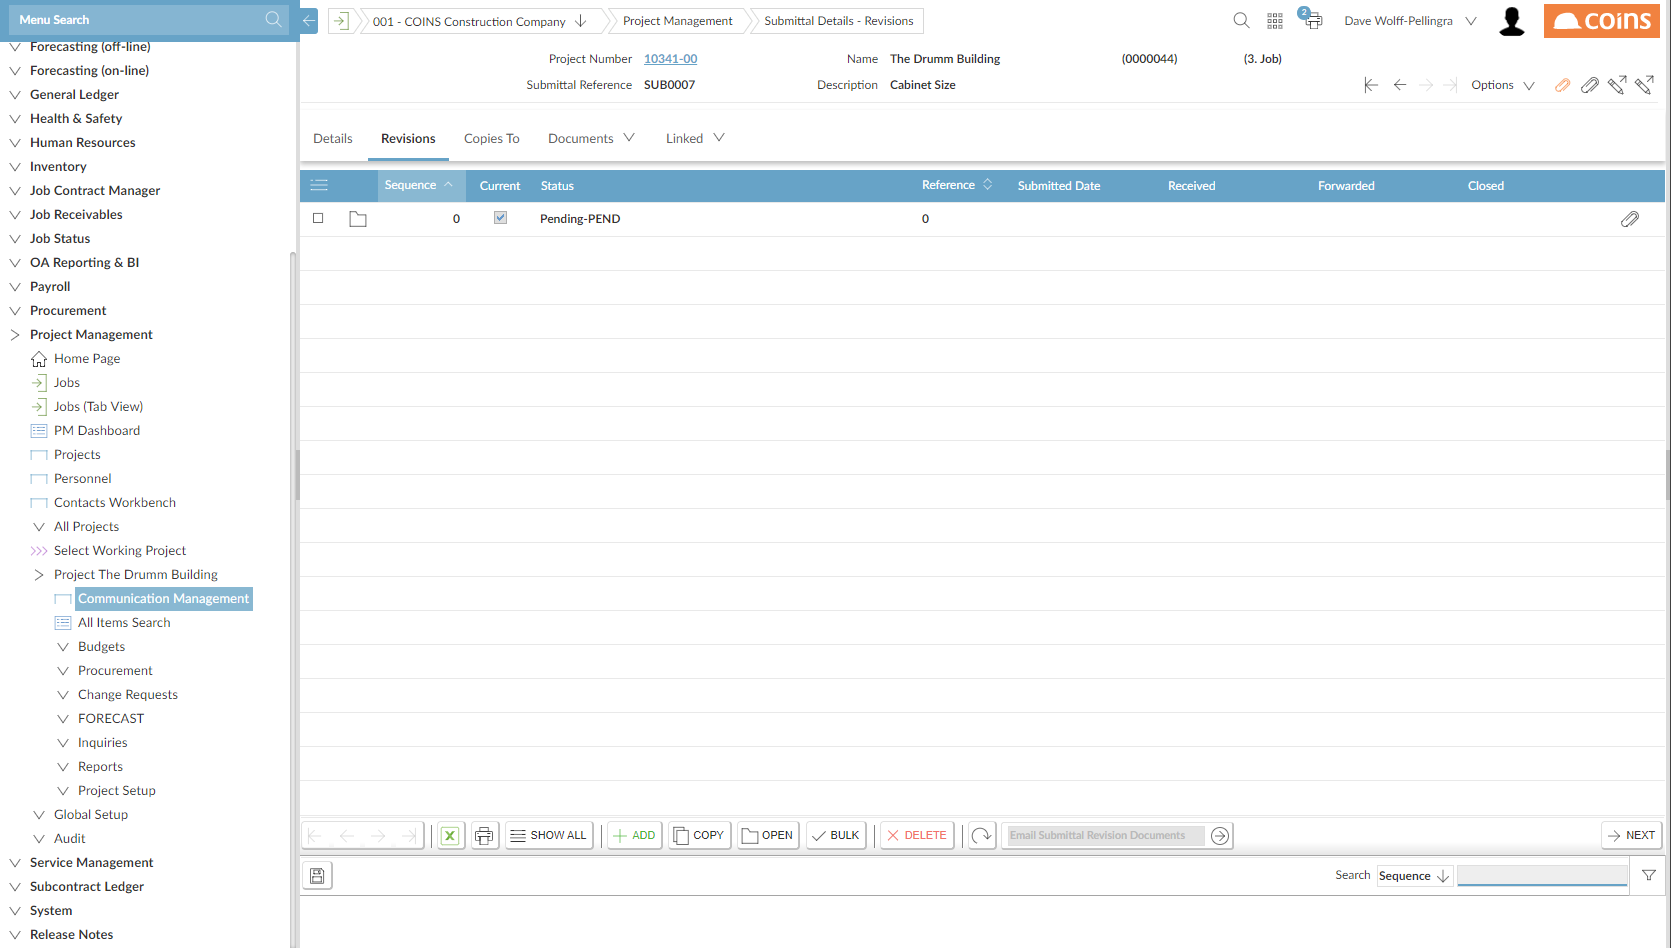 Menu Search
Forecasting (off-line)
Forecasting (on-line)
General Ledger
Health & Safety
Human Resources
Inventory
Job Contract Manager
Job Receivables
Job Status
OA Reporting & BI
Payroll
Procurement
Project Management
Home Page
Jobs
Jobs (Tab View)
PM Dashboard
Projects
Personnel
Contacts Workbench
All Projects
Select Working Project
Project The Drumm Building
Communication Management
All Items Search
Budgets
Procurement
Change Requests
FORECAST
Inquiries
Reports
Project Setup
Global Setup
Audit
Service Management
Subcontract Ledger
System
Release Notes
001 - COINS Construction Company Project Management Submittal Details - Revisions
2 Dave Wolff-Pellingra coins
Project Number 10341-00 Name The Drumm Building (0000044) (3. Job)
Submittal Reference SUB0007 Description Cabinet Size Options
Details Revisions Copies To Documents Linked
Sequence Current Status Reference Submitted Date Received Forwarded Closed
0 Pending-PEND 0
SHOW ALL ADD COPY OPEN BULK DELETE Email Submittal Revision Documents NEXT
Search Sequence